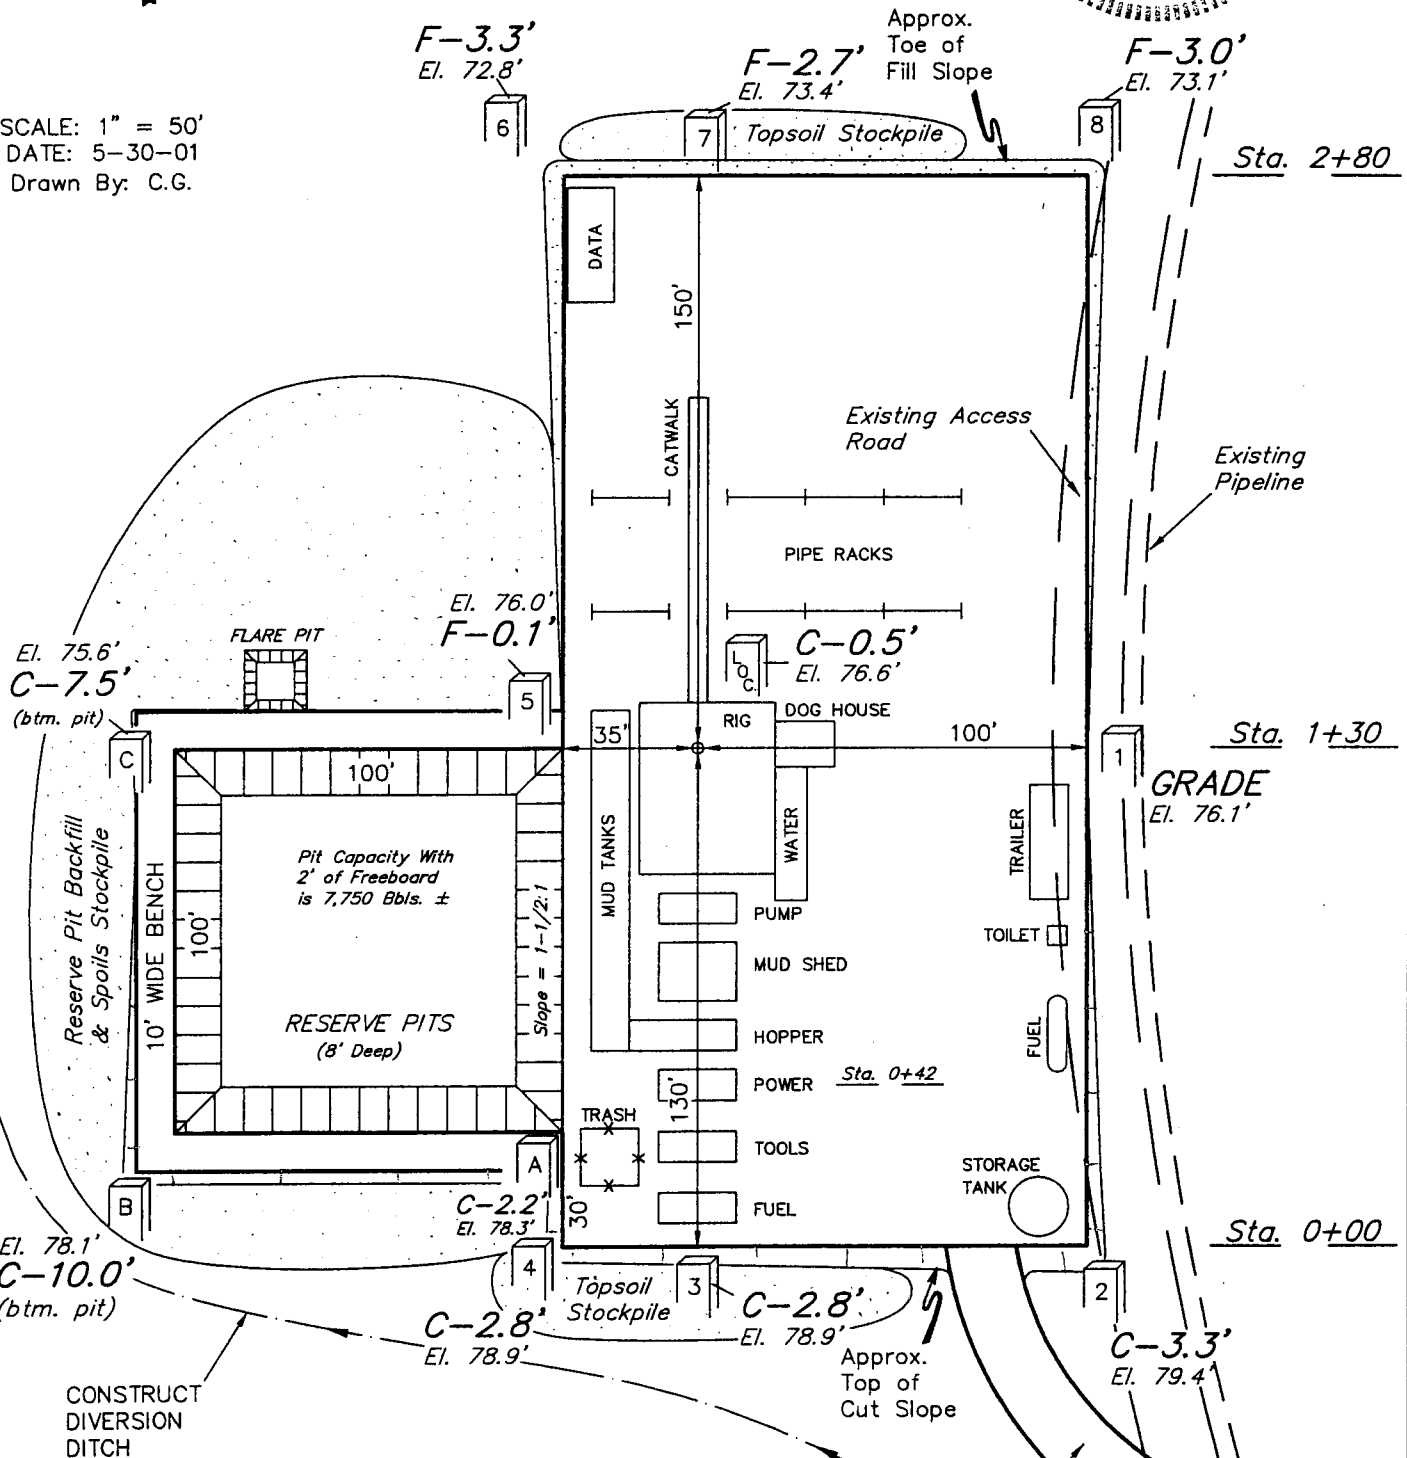 F-3.3'
El. 72.8'
6
F-2.7'
El. 73.4'
7
Topsoil Stockpile
Approx.
Toe of
Fill Slope
F-3.0'
El. 73.1'
8
SCALE: 1" = 50'
DATE: 5-30-01
Drawn By: C.G.
Sta. 2+80
DATA
150'
CATWALK
Existing Access
Road
Existing
Pipeline
PIPE RACKS
El. 76.0'
F-0.1'
5
FLARE PIT
El. 75.6'
C-7.5'
(btm. pit)
C
LOC.
C-0.5'
El. 76.6'
RIG
DOG HOUSE
35'
100'
Sta. 1+30
1
GRADE
El. 76.1'
100'
Reserve Pit Backfill
& Spoils Stockpile
10' WIDE BENCH
100'
Pit Capacity With
2' of Freeboard
is 7,750 Bbls. ±
RESERVE PITS
(8' Deep)
Slope = 1-1/2:1
MUD TANKS
WATER
TRAILER
PUMP
TOILET
MUD SHED
HOPPER
FUEL
POWER
Sta. 0+42
130'
TRASH
TOOLS
STORAGE
TANK
FUEL
30'
A
C-2.2'
El. 78.3'
B
El. 78.1'
C-10.0'
(btm. pit)
Sta. 0+00
4
Topsoil
Stockpile
3
C-2.8'
El. 78.9'
C-2.8'
El. 78.9'
2
C-3.3'
El. 79.4'
Approx.
Top of
Cut Slope
CONSTRUCT
DIVERSION
DITCH